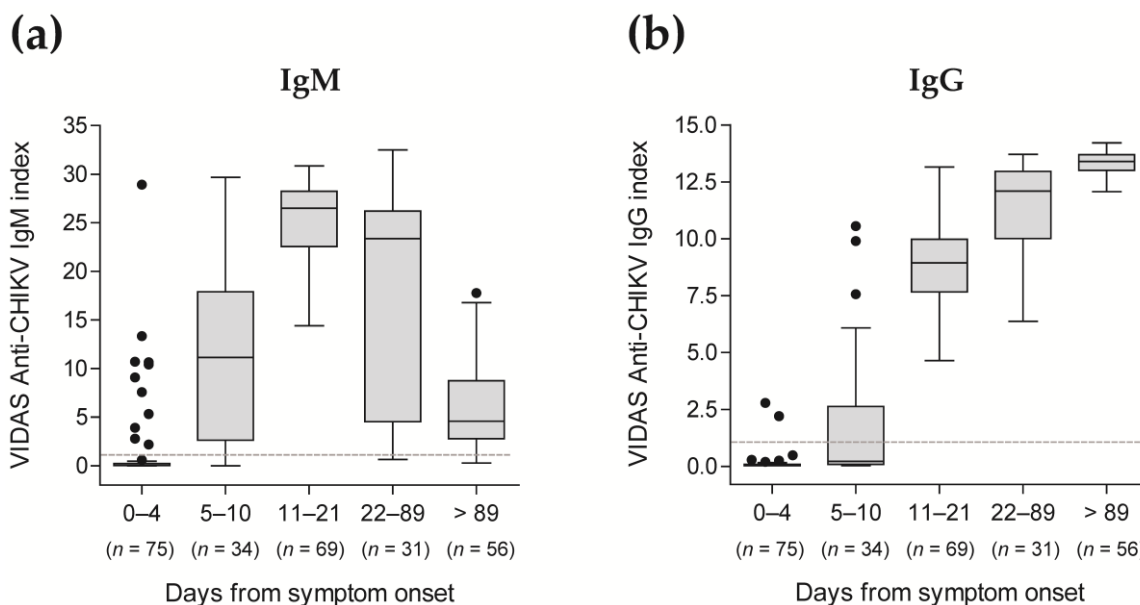 (a)
IgM
VIDAS Anti-CHIKV IgM index
35
30
25
20
15
10
5
0
0–4 5–10 11–21 22–89 > 89
(n = 75) (n = 34) (n = 69) (n = 31) (n = 56)
Days from symptom onset
(b)
IgG
VIDAS Anti-CHIKV IgG index
15.0
12.5
10.0
7.5
5.0
2.5
0.0
0–4 5–10 11–21 22–89 > 89
(n = 75) (n = 34) (n = 69) (n = 31) (n = 56)
Days from symptom onset